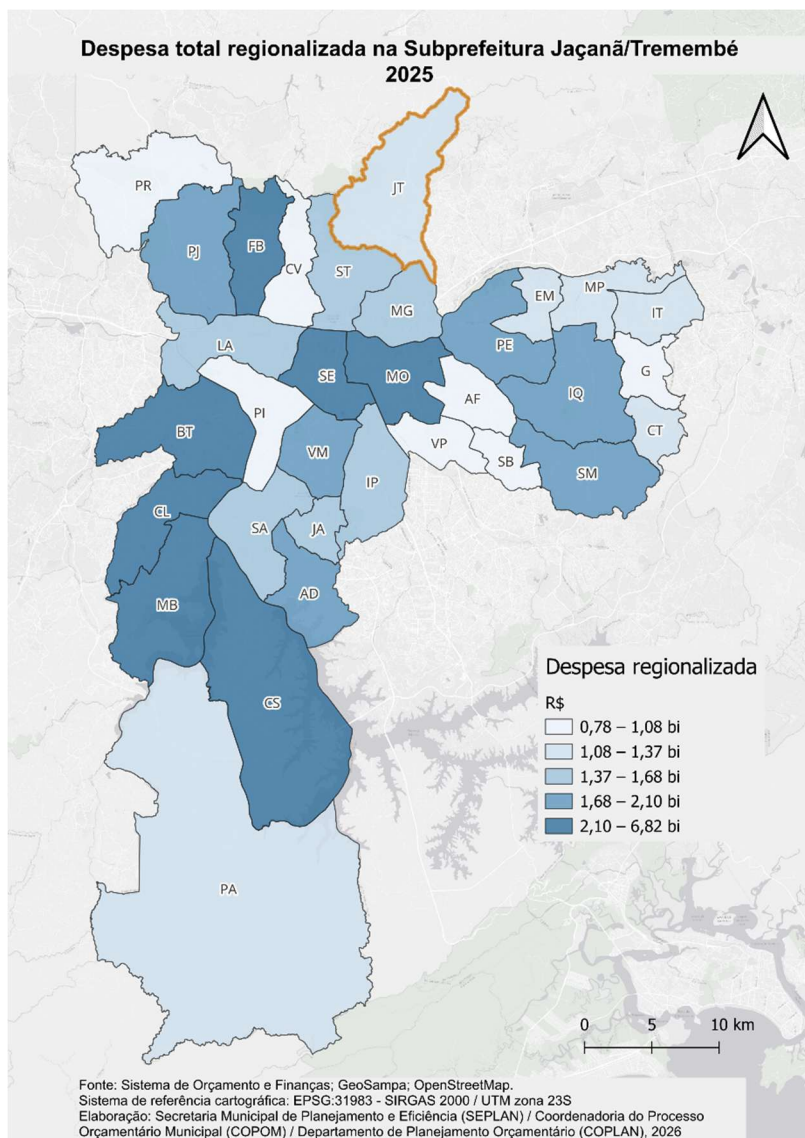 Despesa total regionalizada na Subprefeitura Jaçanã/Tremembé
2025
JT
PR
FB
PJ
CV
ST
MG
EM
MP
IT
LA
PE
SE
MO
G
IQ
AF
PI
BT
CT
VP
VM
SB
SM
IP
CL
SA
JA
AD
MB
CS
PA
Despesa regionalizada
R$
0,78 – 1,08 bi
1,08 – 1,37 bi
1,37 – 1,68 bi
1,68 – 2,10 bi
2,10 – 6,82 bi
0 5 10 km
Fonte: Sistema de Orçamento e Finanças; GeoSampa; OpenStreetMap.
Sistema de referência cartográfica: EPSG:31983 - SIRGAS 2000 / UTM zona 23S
Elaboração: Secretaria Municipal de Planejamento e Eficiência (SEPLAN) / Coordenadoria do Processo
Orçamentário Municipal (COPOM) / Departamento de Planejamento Orçamentário (COPLAN), 2026